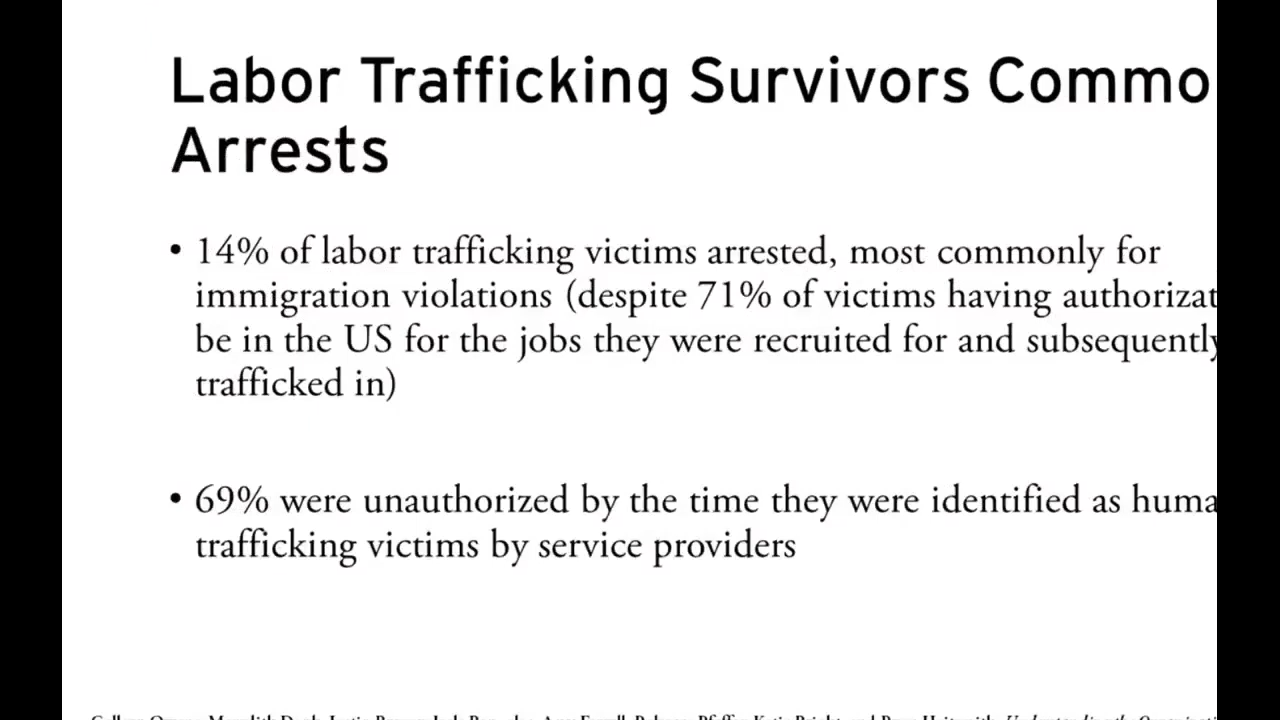 Labor Trafficking Survivors Commo
Arrests
• 14% of labor trafficking victims arrested, most commonly for
immigration violations (despite 71% of victims having authorizat
be in the US for the jobs they were recruited for and subsequently
trafficked in)
• 69% were unauthorized by the time they were identified as huma
trafficking victims by service providers